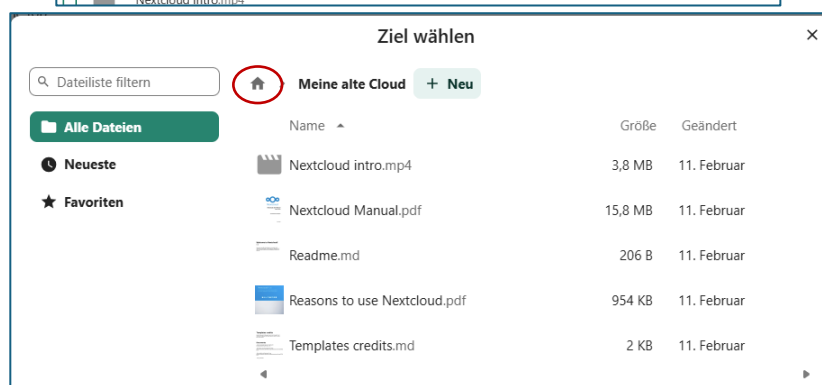 Nextcloud intro.mp4
Ziel wählen
Dateiliste filtern
Meine alte Cloud + Neu
Alle Dateien
Name Größe Geändert
Neueste
Nextcloud intro.mp4 3,8 MB 11. Februar
Favoriten
Nextcloud Manual.pdf 15,8 MB 11. Februar
Readme.md 206 B 11. Februar
Reasons to use Nextcloud.pdf 954 KB 11. Februar
Templates credits.md 2 KB 11. Februar